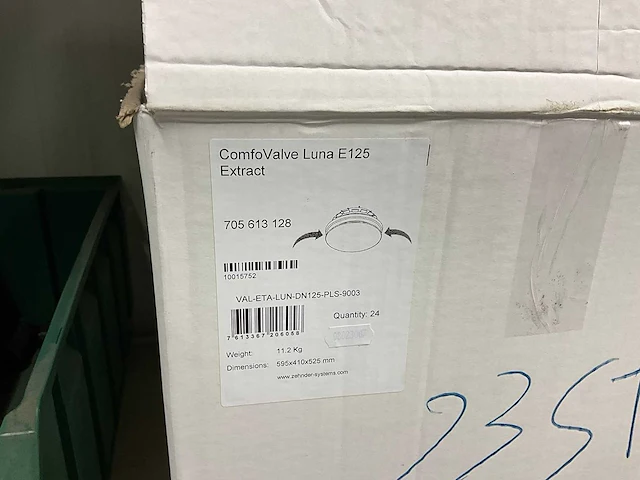 ComfoValve Luna E125
Extract
705 613 128
10015752
VAL-ETA-LUN-DN125-PLS-9003
7613367206058
Quantity: 24
Weight: 11.2 Kg
Dimensions: 595x410x525 mm
www.zehnder-systems.com